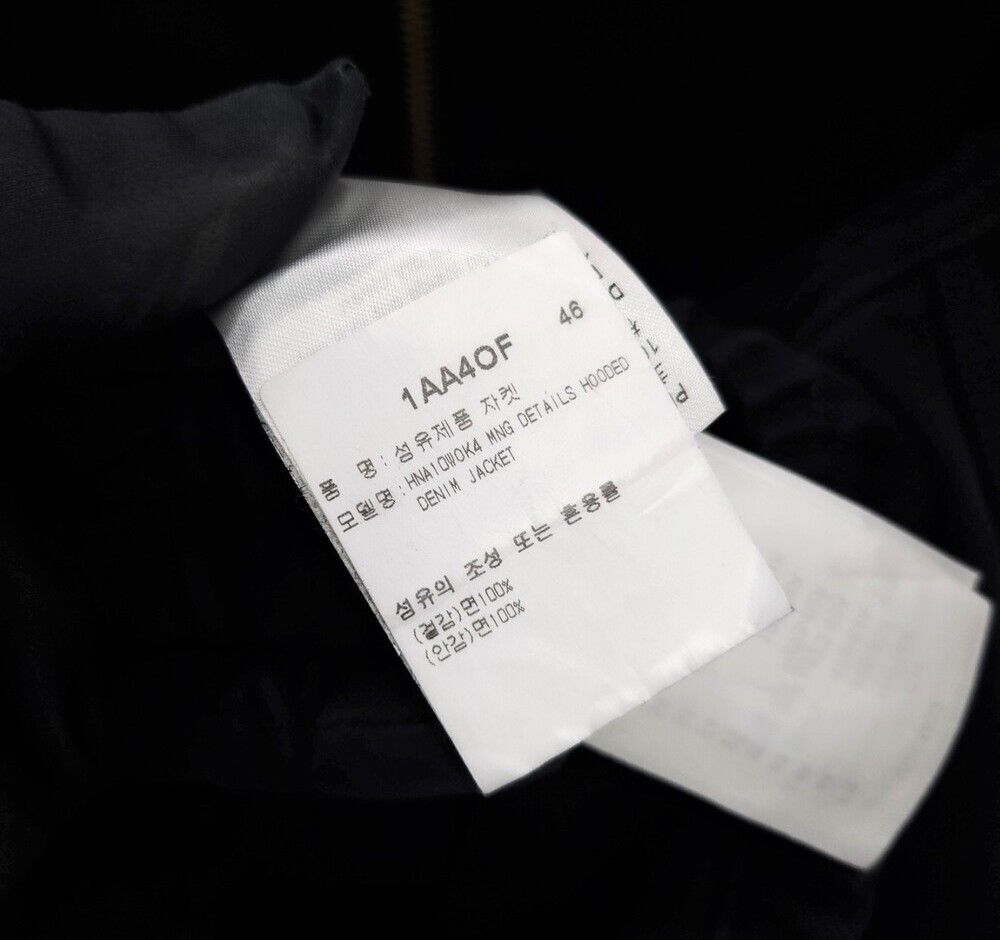 1AA4OF 46
품 명:섬유제품 자켓
모델명:HNA10W0K4 MNG DETAILS HOODED
DENIM JACKET
섬유의 조성 또는 혼용률
(겉감)면100%
(안감)면100%